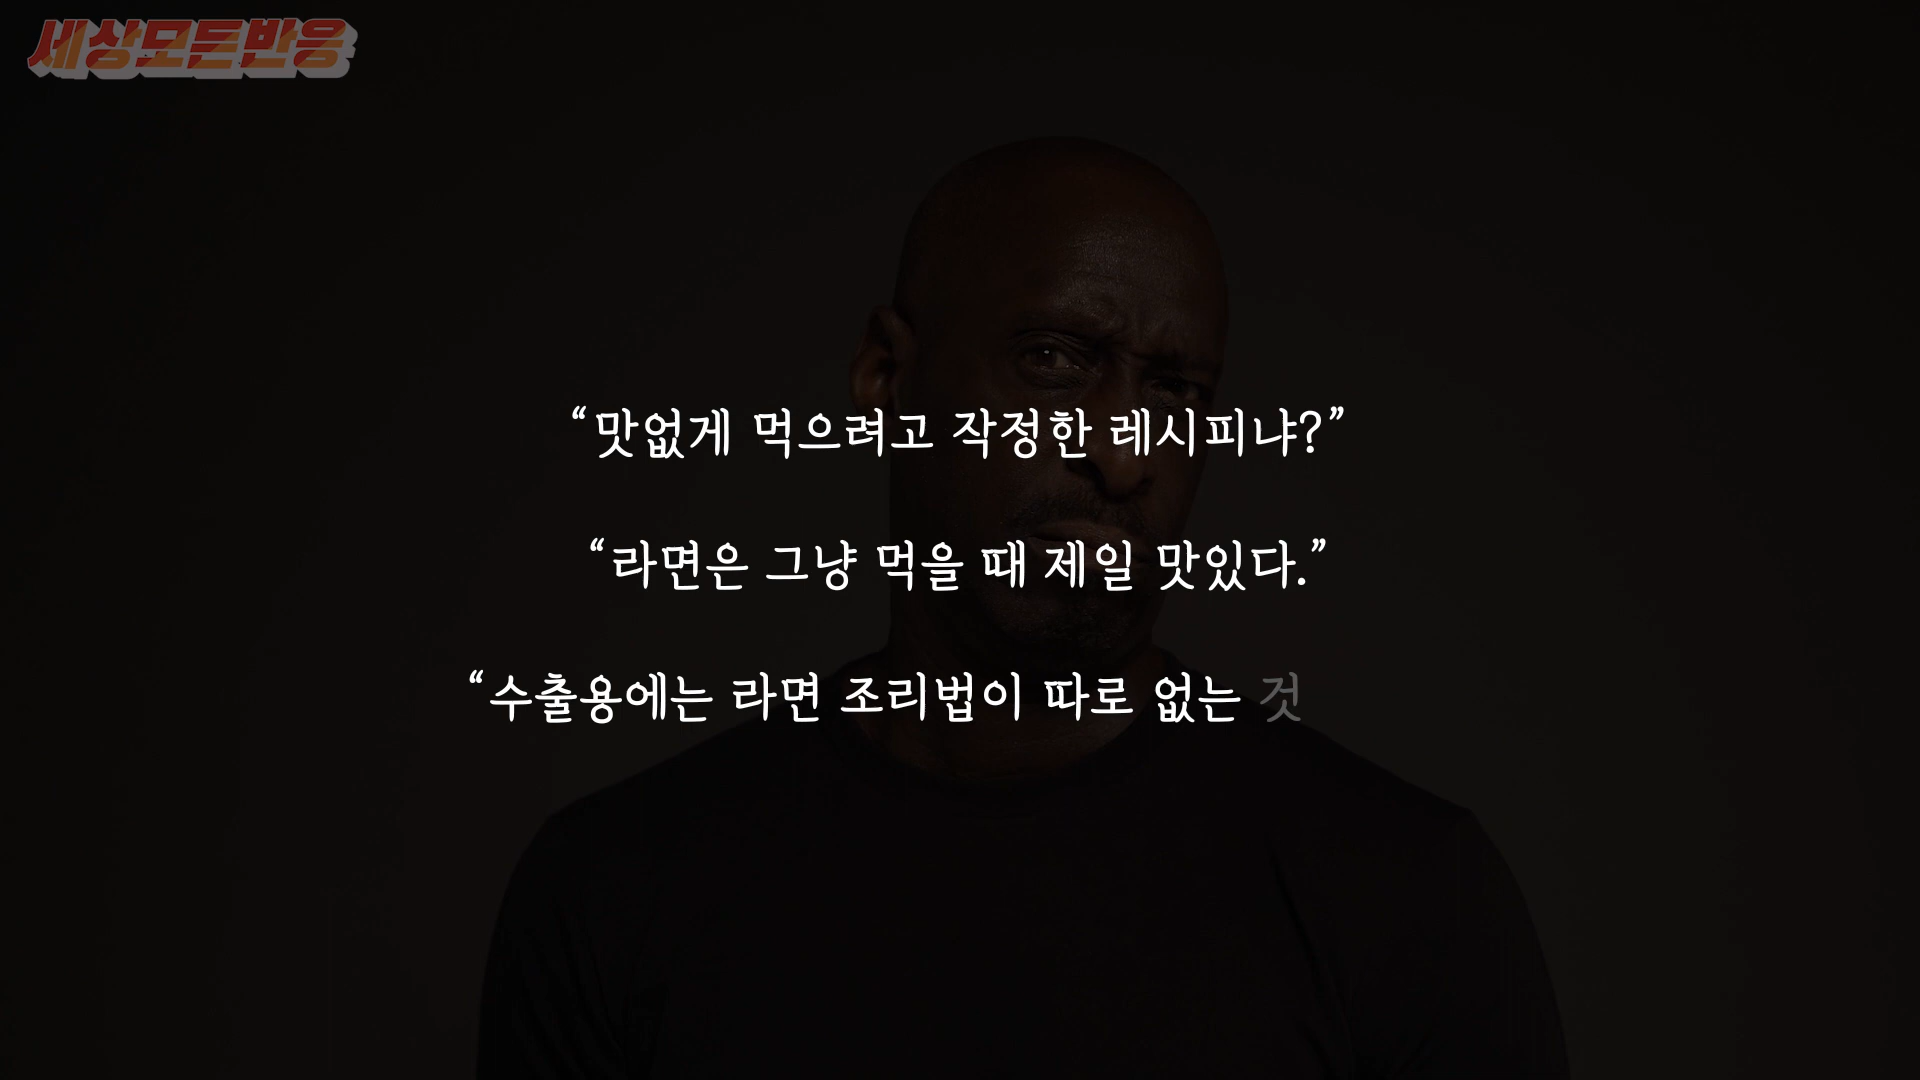 세상모든반응
“맛없게 먹으려고 작정한 레시피냐?”
“라면은 그냥 먹을 때 제일 맛있다.”
“수출용에는 라면 조리법이 따로 없는 것